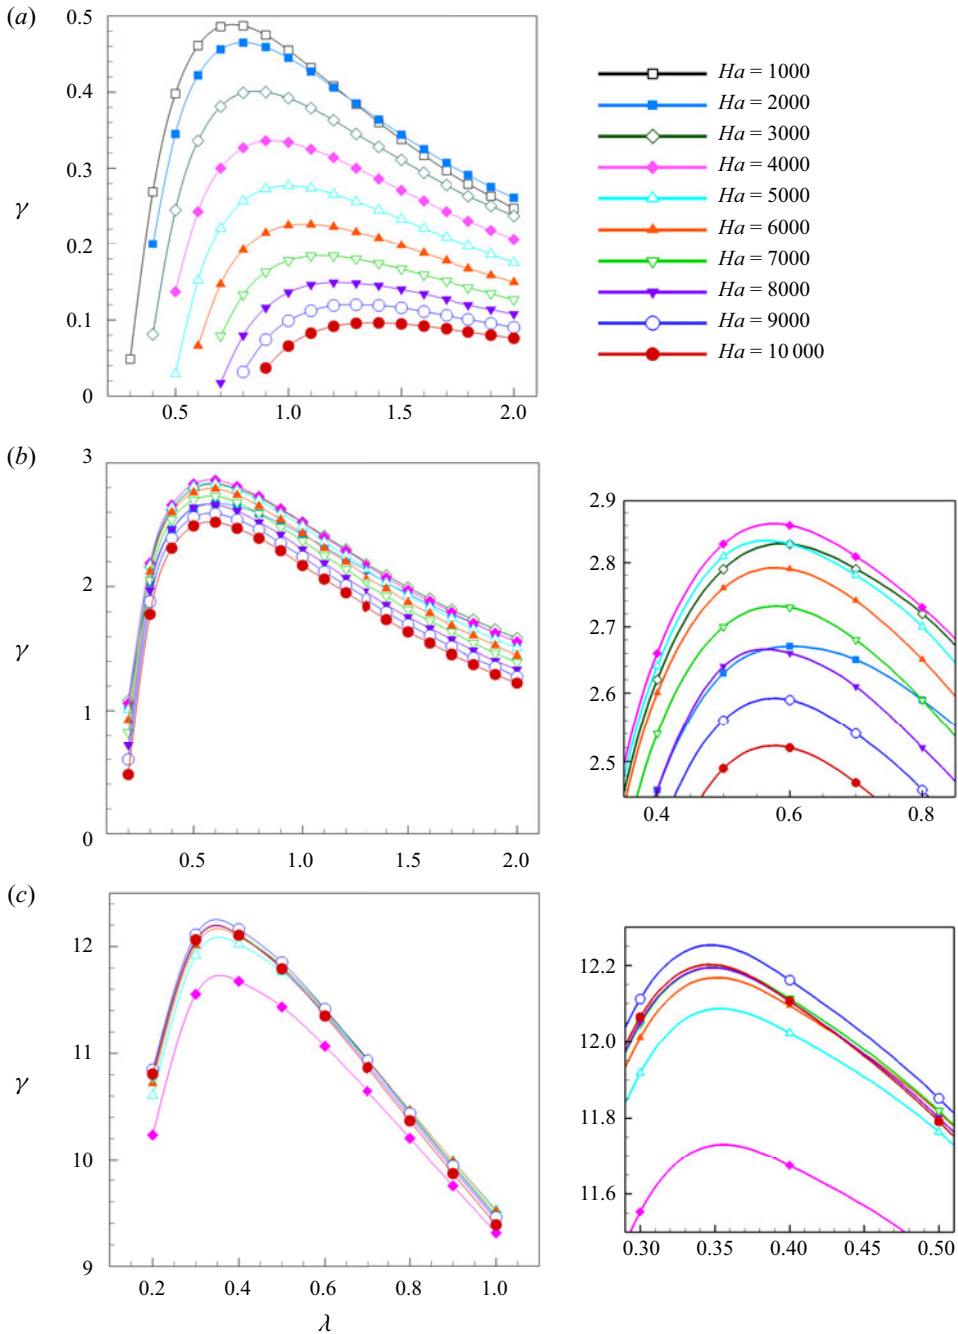 (a)
0.5
0.4
0.3
γ
0.2
0.1
0
0.5 1.0 1.5 2.0
Ha = 1000
Ha = 2000
Ha = 3000
Ha = 4000
Ha = 5000
Ha = 6000
Ha = 7000
Ha = 8000
Ha = 9000
Ha = 10 000
(b)
3
2
γ
1
0
0.5 1.0 1.5 2.0
2.9
2.8
2.7
2.6
2.5
0.4 0.6 0.8
(c)
12
11
γ
10
9
0.2 0.4 0.6 0.8 1.0
λ
12.2
12.0
11.8
11.6
0.30 0.35 0.40 0.45 0.50